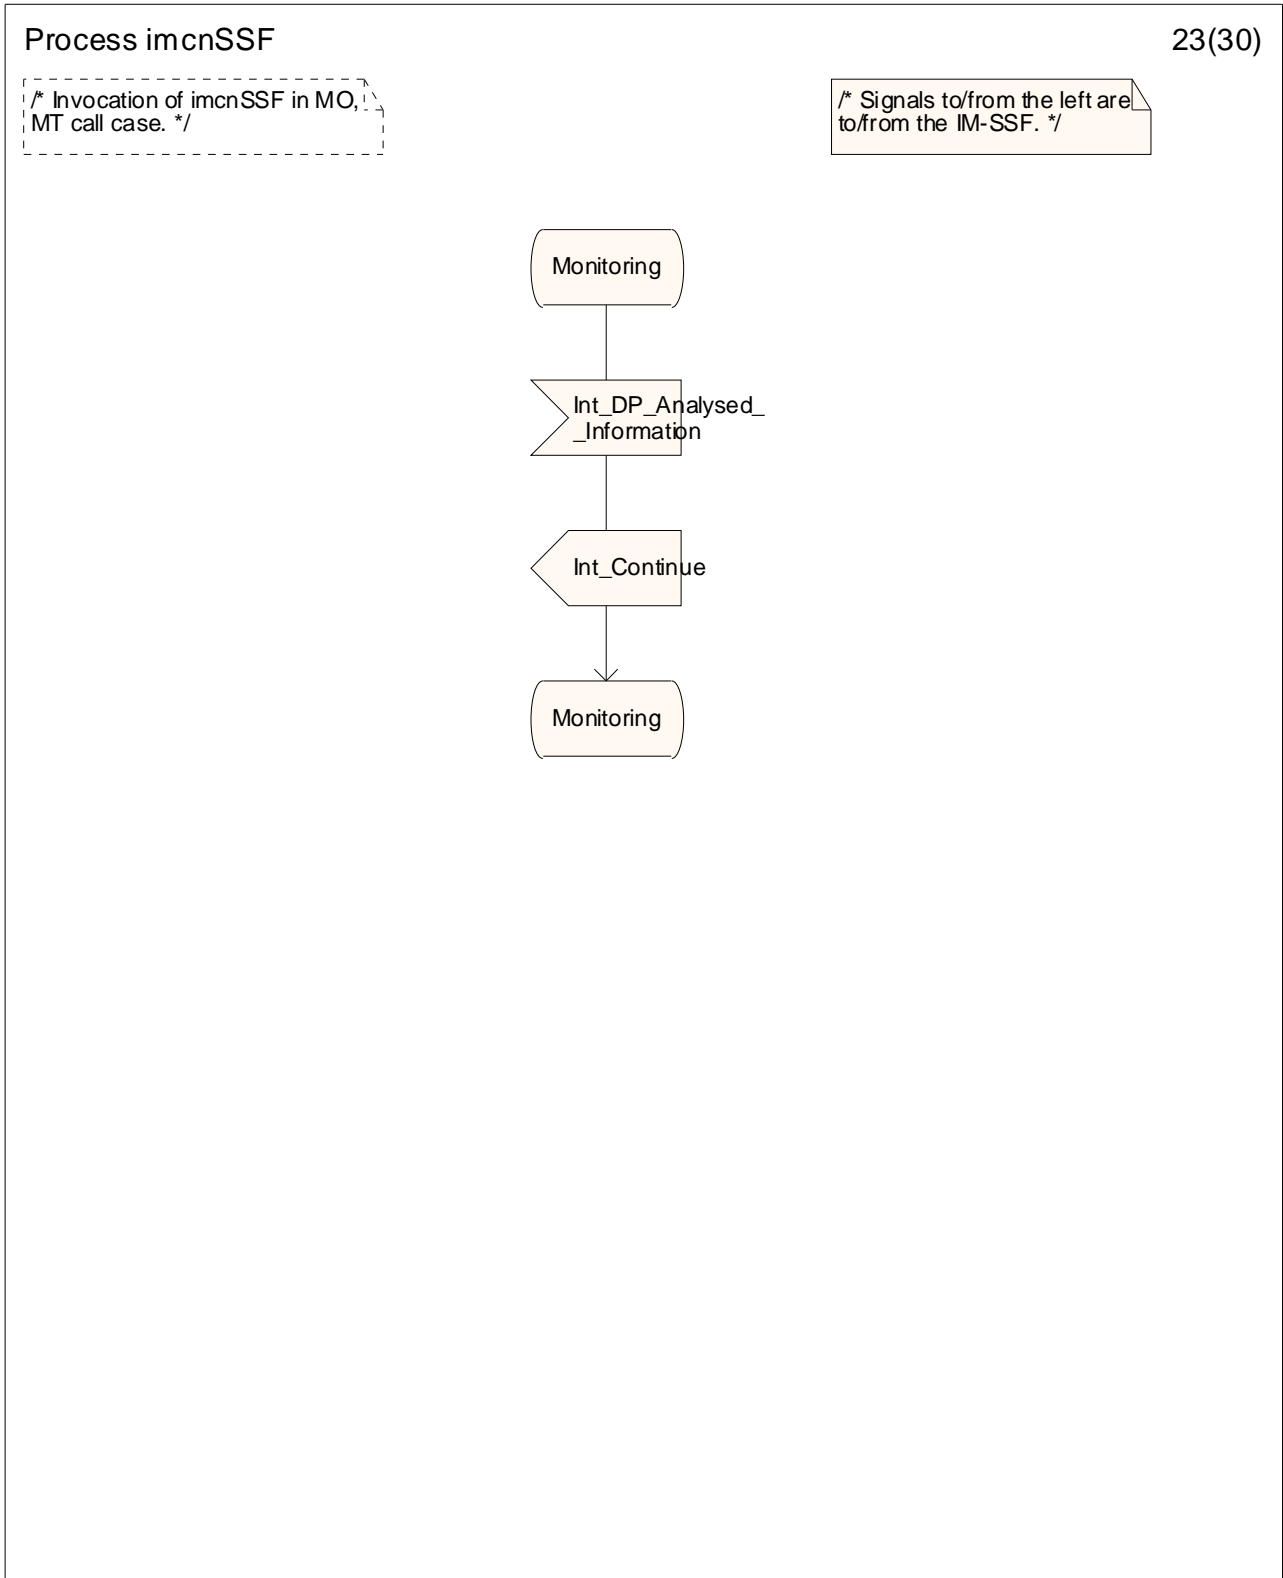 Process imcnSSF
23(30)
/* Invocation of imcnSSF in MO,
MT call case. */
/* Signals to/from the left are
to/from the IM-SSF. */
Monitoring
Int_DP_Analysed_
_Information
Int_Continue
Monitoring